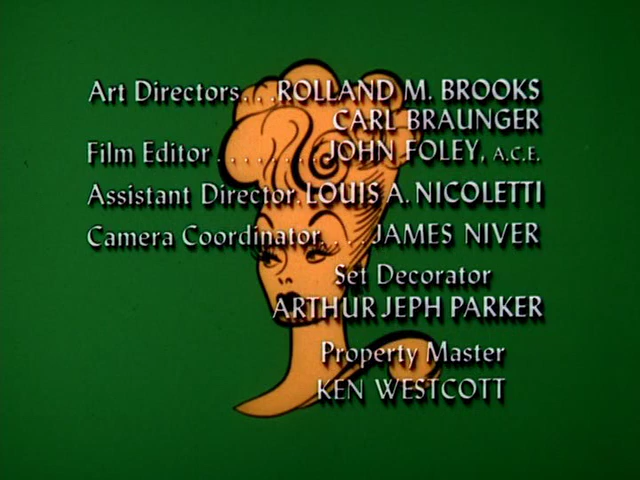 Art Directors...ROLLAND M. BROOKS
CARL BRAUNGER
Film Editor........JOHN FOLEY, A.C.E.
Assistant Director.LOUIS A. NICOLETTI
Camera Coordinator....JAMES NIVER
Set Decorator
ARTHUR JEPH PARKER
Property Master
KEN WESTCOTT